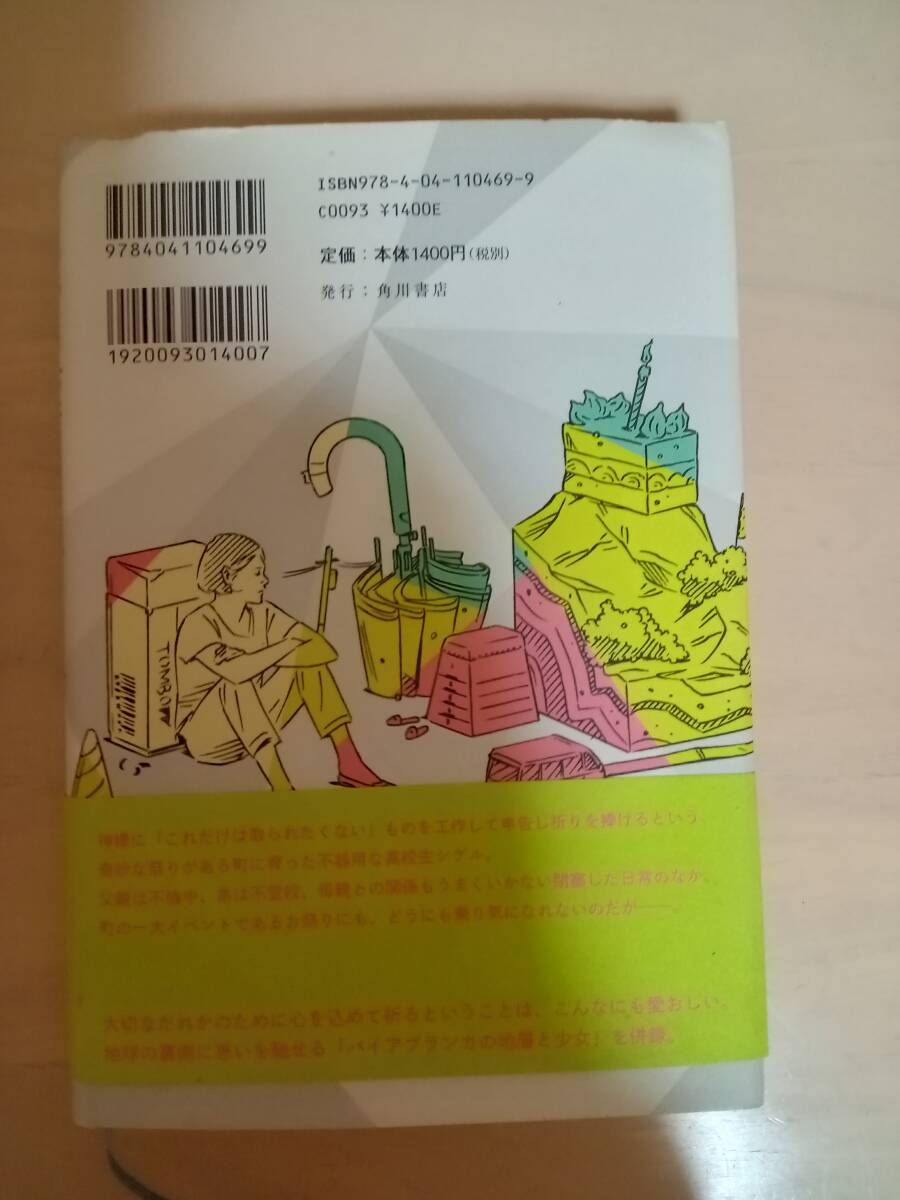 ISBN978-4-04-110469-9
C0093 ¥1400E
定価：本体1400円（税別）
発行：角川書店
9784041104699
1920093014007
TOMBOW
神様に「これだけは取られたくない」ものを工作して申告し祈りを捧げるという、
奇妙な祭りがある町に育った不器用な高校生シゲル。
父親は不倫中、弟は不登校、母親との関係もうまくいかない閉塞した日常のなか、
町の一大イベントであるお祭りにも、どうにも乗り気になれないのだが――。
大切なだれかのために心を込めて祈るということは、こんなにも愛おしい。
地球の裏側に思いを馳せる「バイアブランカの地層と少女」を併録。